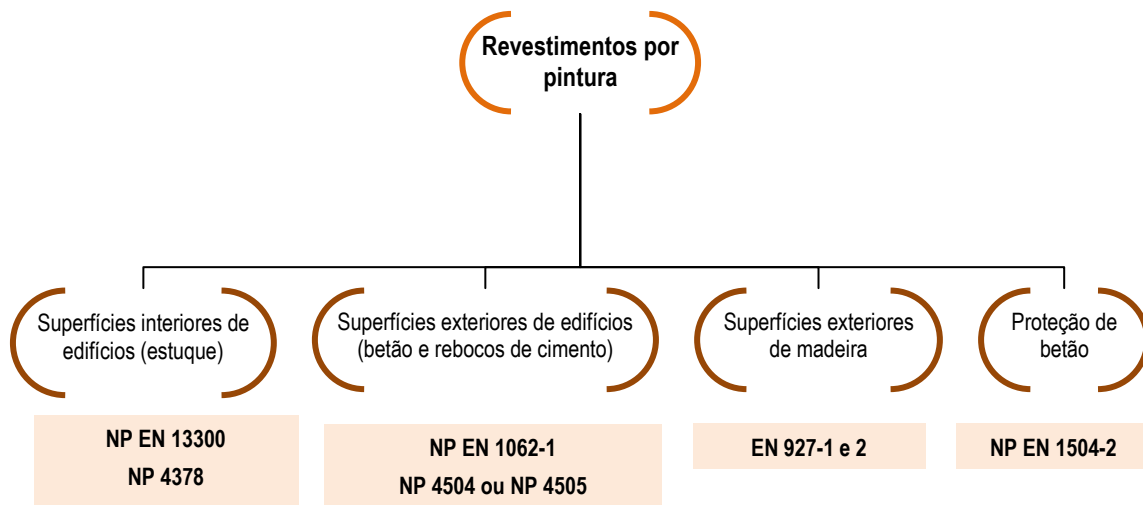 Revestimentos por
pintura
Superfícies interiores de
edifícios (estuque)
Superfícies exteriores de edifícios
(betão e rebocos de cimento)
Superfícies exteriores
de madeira
Proteção de
betão
NP EN 13300
NP 4378
NP EN 1062-1
NP 4504 ou NP 4505
EN 927-1 e 2
NP EN 1504-2